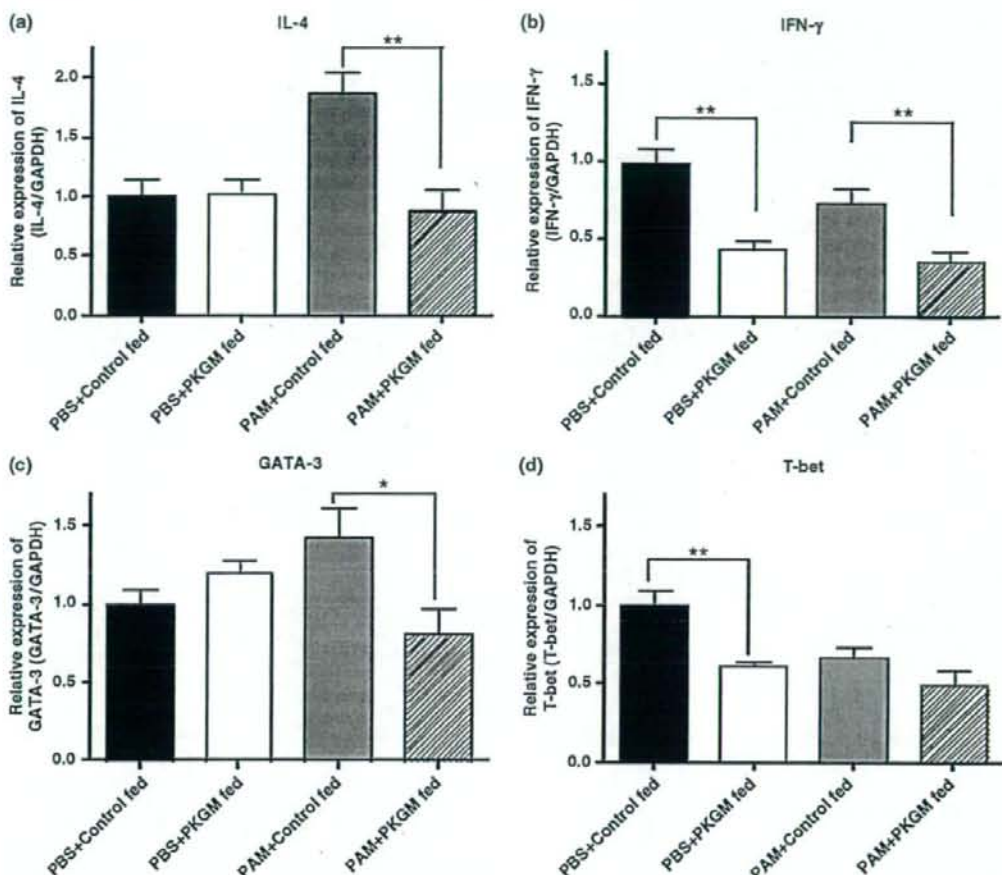 (a)
IL-4
Relative expression of IL-4
(IL-4/GAPDH)
2.0
1.5
1.0
0.5
0.0
**
PBS+Control fed
PBS+PKGM fed
PAM+Control fed
PAM+PKGM fed
(b)
IFN-γ
Relative expression of IFN-γ
(IFN-γ/GAPDH)
1.5
1.0
0.5
0.0
**
**
PBS+Control fed
PBS+PKGM fed
PAM+Control fed
PAM+PKGM fed
(c)
GATA-3
Relative expression of
GATA-3 (GATA-3/GAPDH)
1.5
1.0
0.5
0.0
*
PBS+Control fed
PBS+PKGM fed
PAM+Control fed
PAM+PKGM fed
(d)
T-bet
Relative expression of
T-bet (T-bet/GAPDH)
1.5
1.0
0.5
0.0
**
PBS+Control fed
PBS+PKGM fed
PAM+Control fed
PAM+PKGM fed